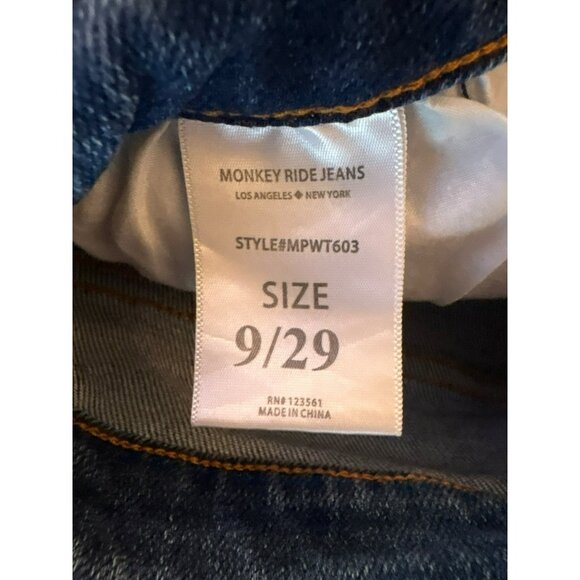 MONKEY RIDE JEANS
LOS ANGELES ◆ NEW YORK
STYLE#MPWT603
SIZE
9/29
RN# 123561
MADE IN CHINA